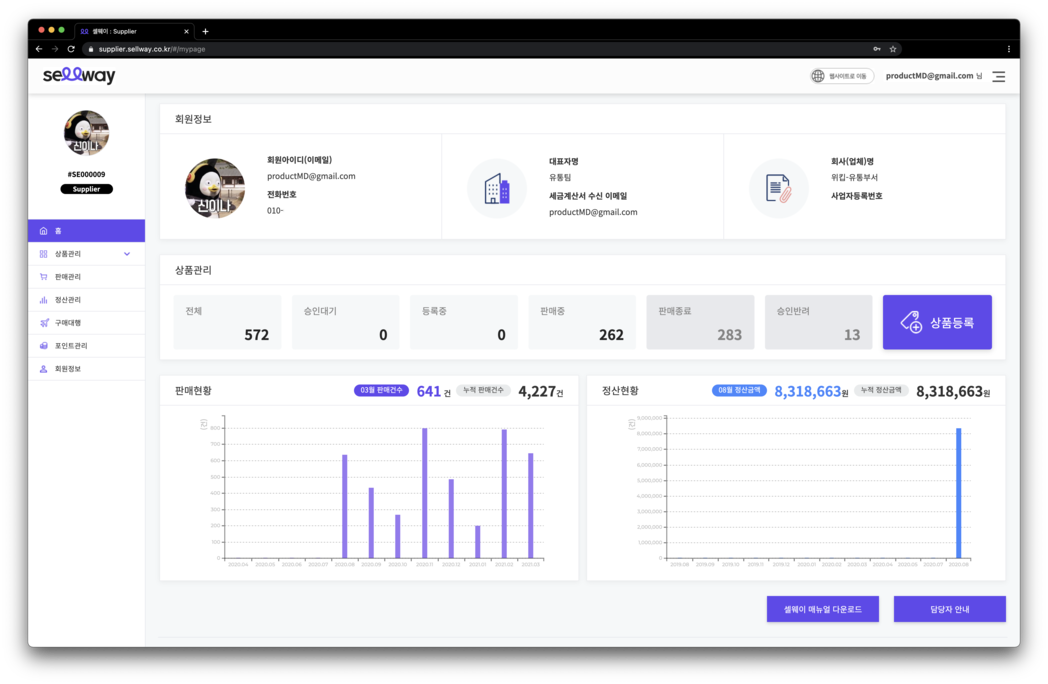 셀웨이 : Supplier
supplier.sellway.co.kr/#/mypage
sellway
웹사이트로 이동
productMD@gmail.com 님
신이나
#SE000009
Supplier
홈
상품관리
판매관리
정산관리
구매대행
포인트관리
회원정보
회원정보
신이나
회원아이디(이메일)
productMD@gmail.com
전화번호
010-
대표자명
유통팀
세금계산서 수신 이메일
productMD@gmail.com
회사(업체)명
위킵-유통부서
사업자등록번호
상품관리
전체
572
승인대기
0
등록중
0
판매중
262
판매종료
283
승인반려
13
상품등록
판매현황
03월 판매건수
641 건
누적 판매건수
4,227건
(건)
800
700
600
500
400
300
200
100
0
2020.04 2020.05 2020.06 2020.07 2020.08 2020.09 2020.10 2020.11 2020.12 2021.01 2021.02 2021.03
정산현황
08월 정산금액
8,318,663원
누적 정산금액
8,318,663원
(건)
9,000,000
8,000,000
7,000,000
6,000,000
5,000,000
4,000,000
3,000,000
2,000,000
1,000,000
0
2019.08 2019.09 2019.10 2019.11 2019.12 2020.01 2020.02 2020.03 2020.04 2020.05 2020.07 2020.08
셀웨이 매뉴얼 다운로드
담당자 안내